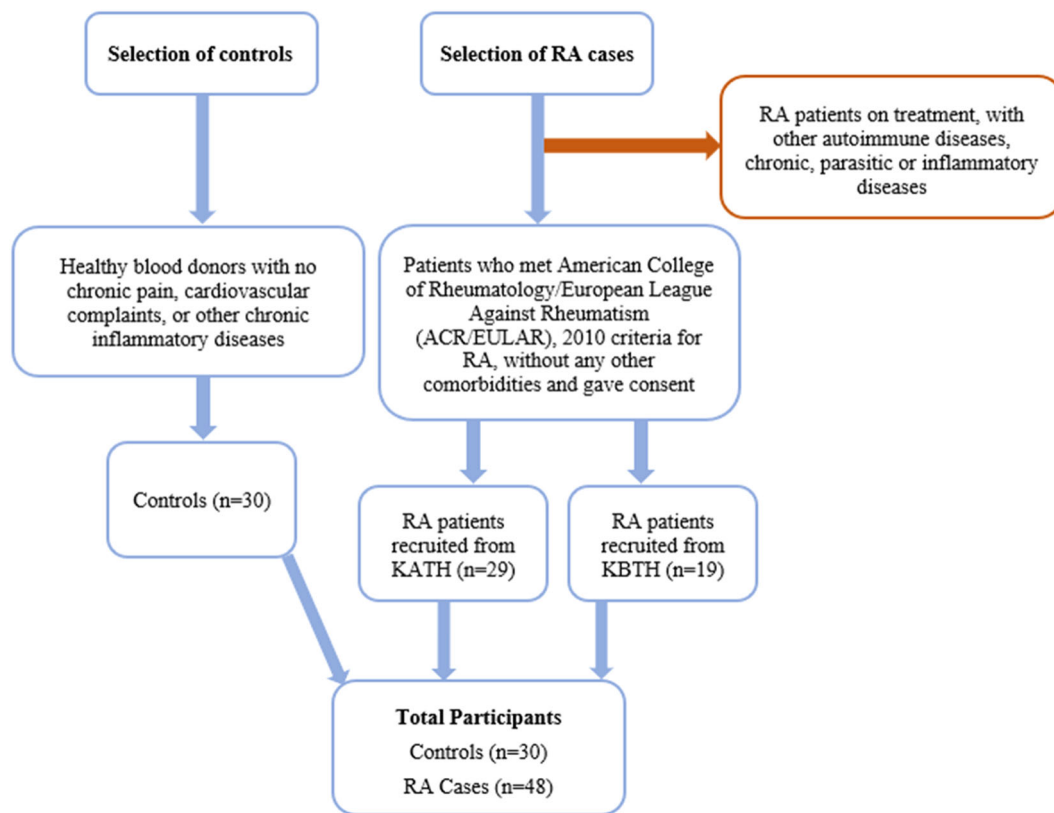 Selection of controls
Selection of RA cases
RA patients on treatment, with
other autoimmune diseases,
chronic, parasitic or inflammatory
diseases
Healthy blood donors with no
chronic pain, cardiovascular
complaints, or other chronic
inflammatory diseases
Patients who met American College
of Rheumatology/European League
Against Rheumatism
(ACR/EULAR), 2010 criteria for
RA, without any other
comorbidities and gave consent
Controls (n=30)
RA patients
recruited from
KATH (n=29)
RA patients
recruited from
KBTH (n=19)
Total Participants
Controls (n=30)
RA Cases (n=48)